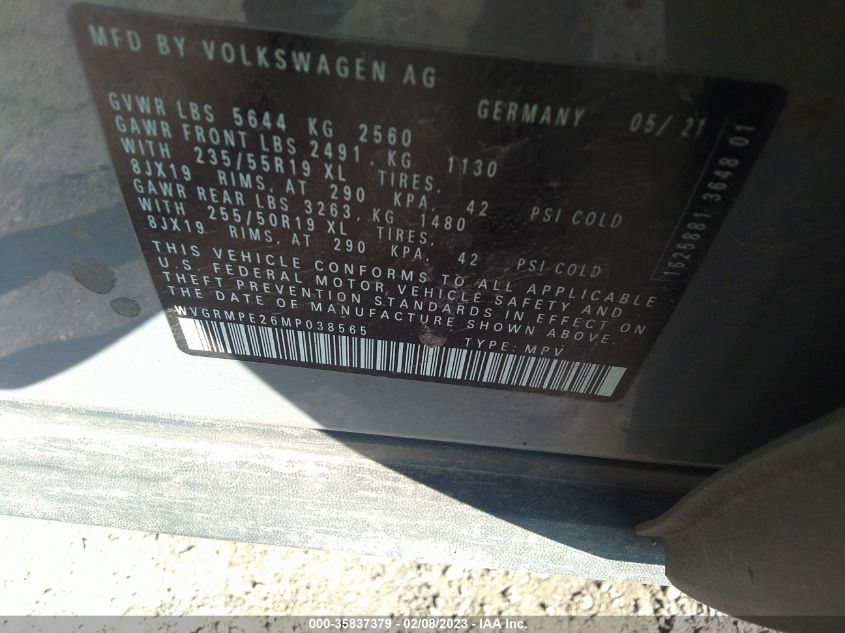 MFD BY VOLKSWAGEN AG
GERMANY 05/21
GVWR LBS 5644 KG 2560
GAWR FRONT LBS 2491. KG 1130
WITH 235/55R19 XL TIRES,
8JX19 RIMS, AT 290 KPA, 42 PSI COLD
GAWR REAR LBS 3263. KG 1480
WITH 255/50R19 XL TIRES,
8JX19 RIMS, AT 290 KPA, 42 PSI COLD
THIS VEHICLE CONFORMS TO ALL APPLICABLE
U.S. FEDERAL MOTOR VEHICLE SAFETY AND
THEFT PREVENTION STANDARDS IN EFFECT ON
THE DATE OF MANUFACTURE SHOWN ABOVE.
WVGRMPE26MP038565 TYPE: MPV
1625881 3648 01
000-35837379 — 02/08/2023 — IAA Inc.